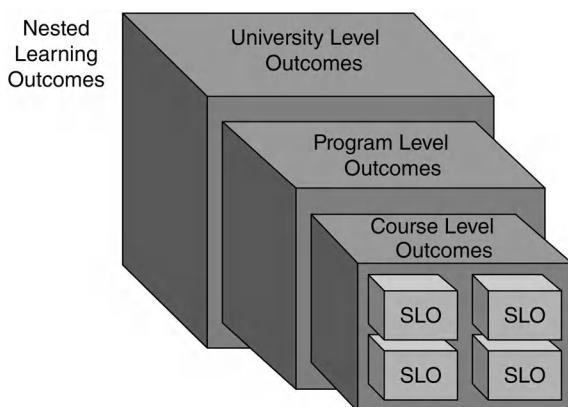 Nested
Learning
Outcomes
University Level
Outcomes
Program Level
Outcomes
Course Level
Outcomes
SLO
SLO
SLO
SLO